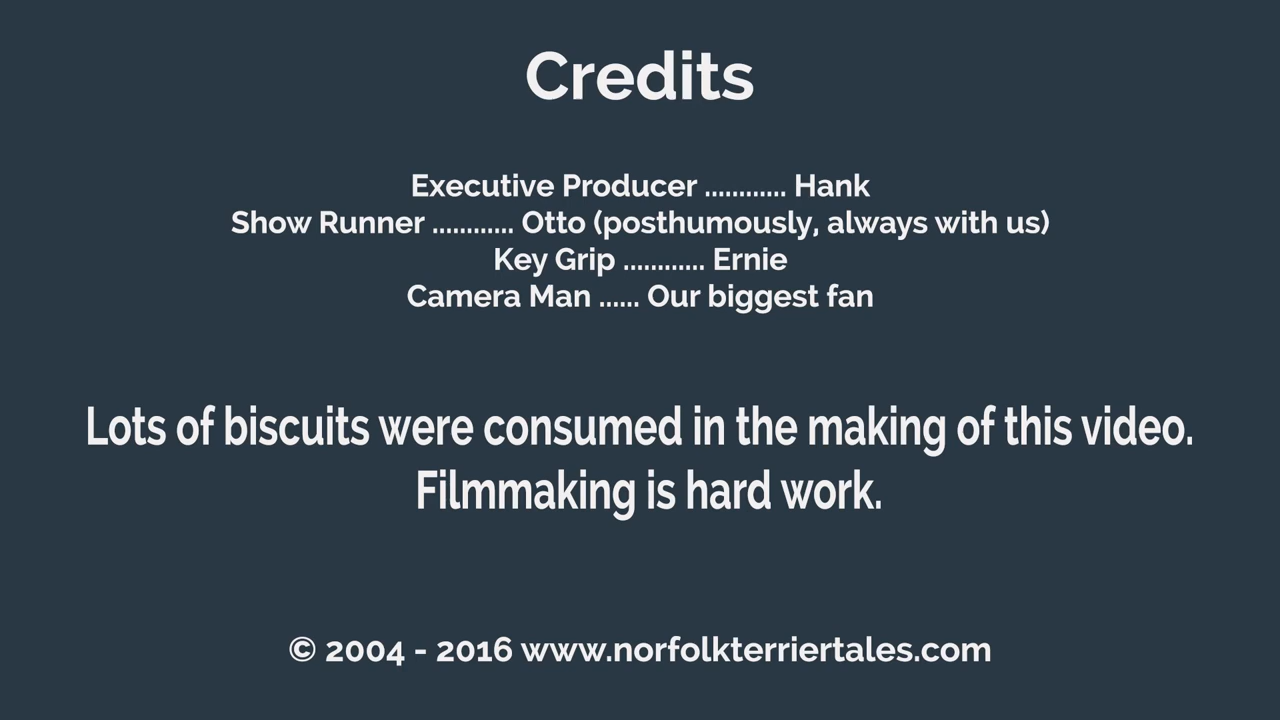 Credits
Executive Producer ............ Hank
Show Runner ............ Otto (posthumously, always with us)
Key Grip ............ Ernie
Camera Man ...... Our biggest fan
Lots of biscuits were consumed in the making of this video.
Filmmaking is hard work.
© 2004 - 2016 www.norfolkterriertales.com